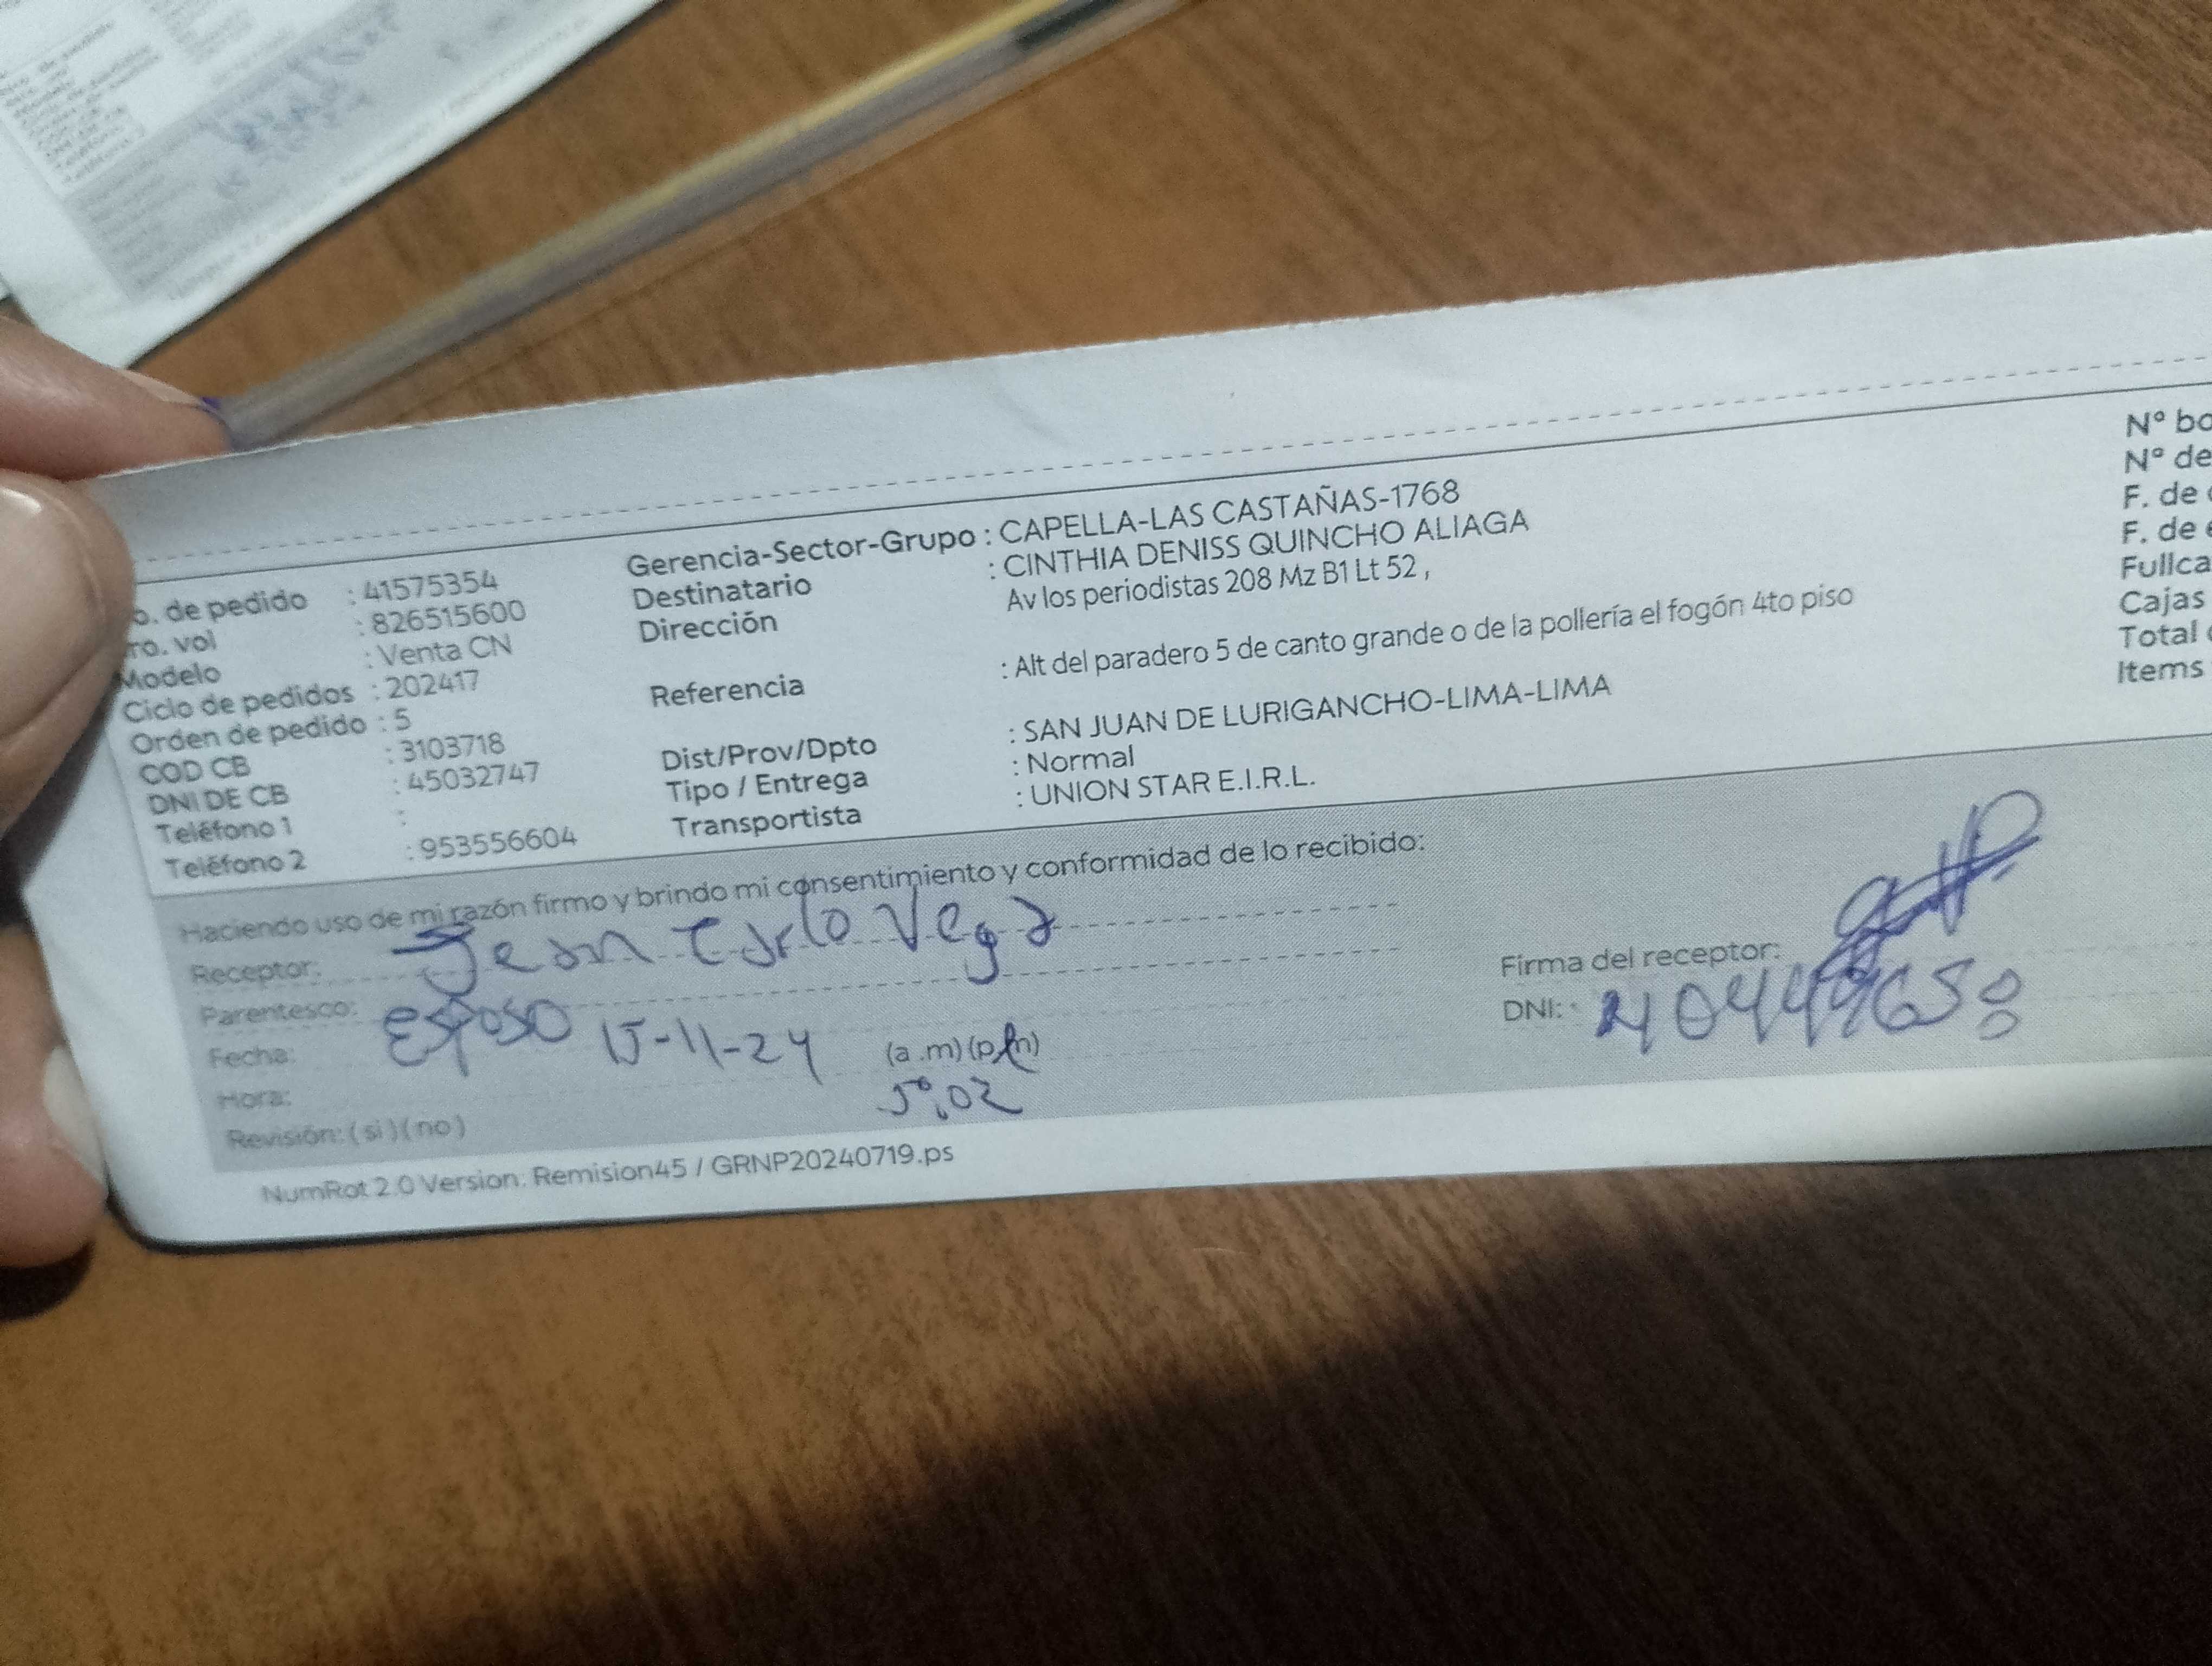 o. de pedido : 41575354
ro. vol : 826515600
Modelo : Venta CN
Ciclo de pedidos : 202417
Orden de pedido : 5
COD CB : 3103718
DNI DE CB : 45032747
Teléfono 1 :
Teléfono 2 : 953556604
Gerencia-Sector-Grupo : CAPELLA-LAS CASTAÑAS-1768
Destinatario : CINTHIA DENISS QUINCHO ALIAGA
Dirección Av los periodistas 208 Mz B1 Lt 52 ,
Referencia : Alt del paradero 5 de canto grande o de la pollería el fogón 4to piso
Dist/Prov/Dpto : SAN JUAN DE LURIGANCHO-LIMA-LIMA
Tipo / Entrega : Normal
Transportista : UNION STAR E.I.R.L.
Nº bo
Nº de
F. de
F. de e
Fullca
Cajas
Total
Items
Haciendo uso de mi razón firmo y brindo mi consentimiento y conformidad de lo recibido:
Receptor: Jean Carlo Vega
Parentesco: Esposo
Fecha: 15-11-24 (a .m) (p.m)
Hora: 5:02
Revisión: ( si ) ( no )
Firma del receptor:
DNI:
NumRot 2.0 Version: Remision45 / GRNP20240719.ps